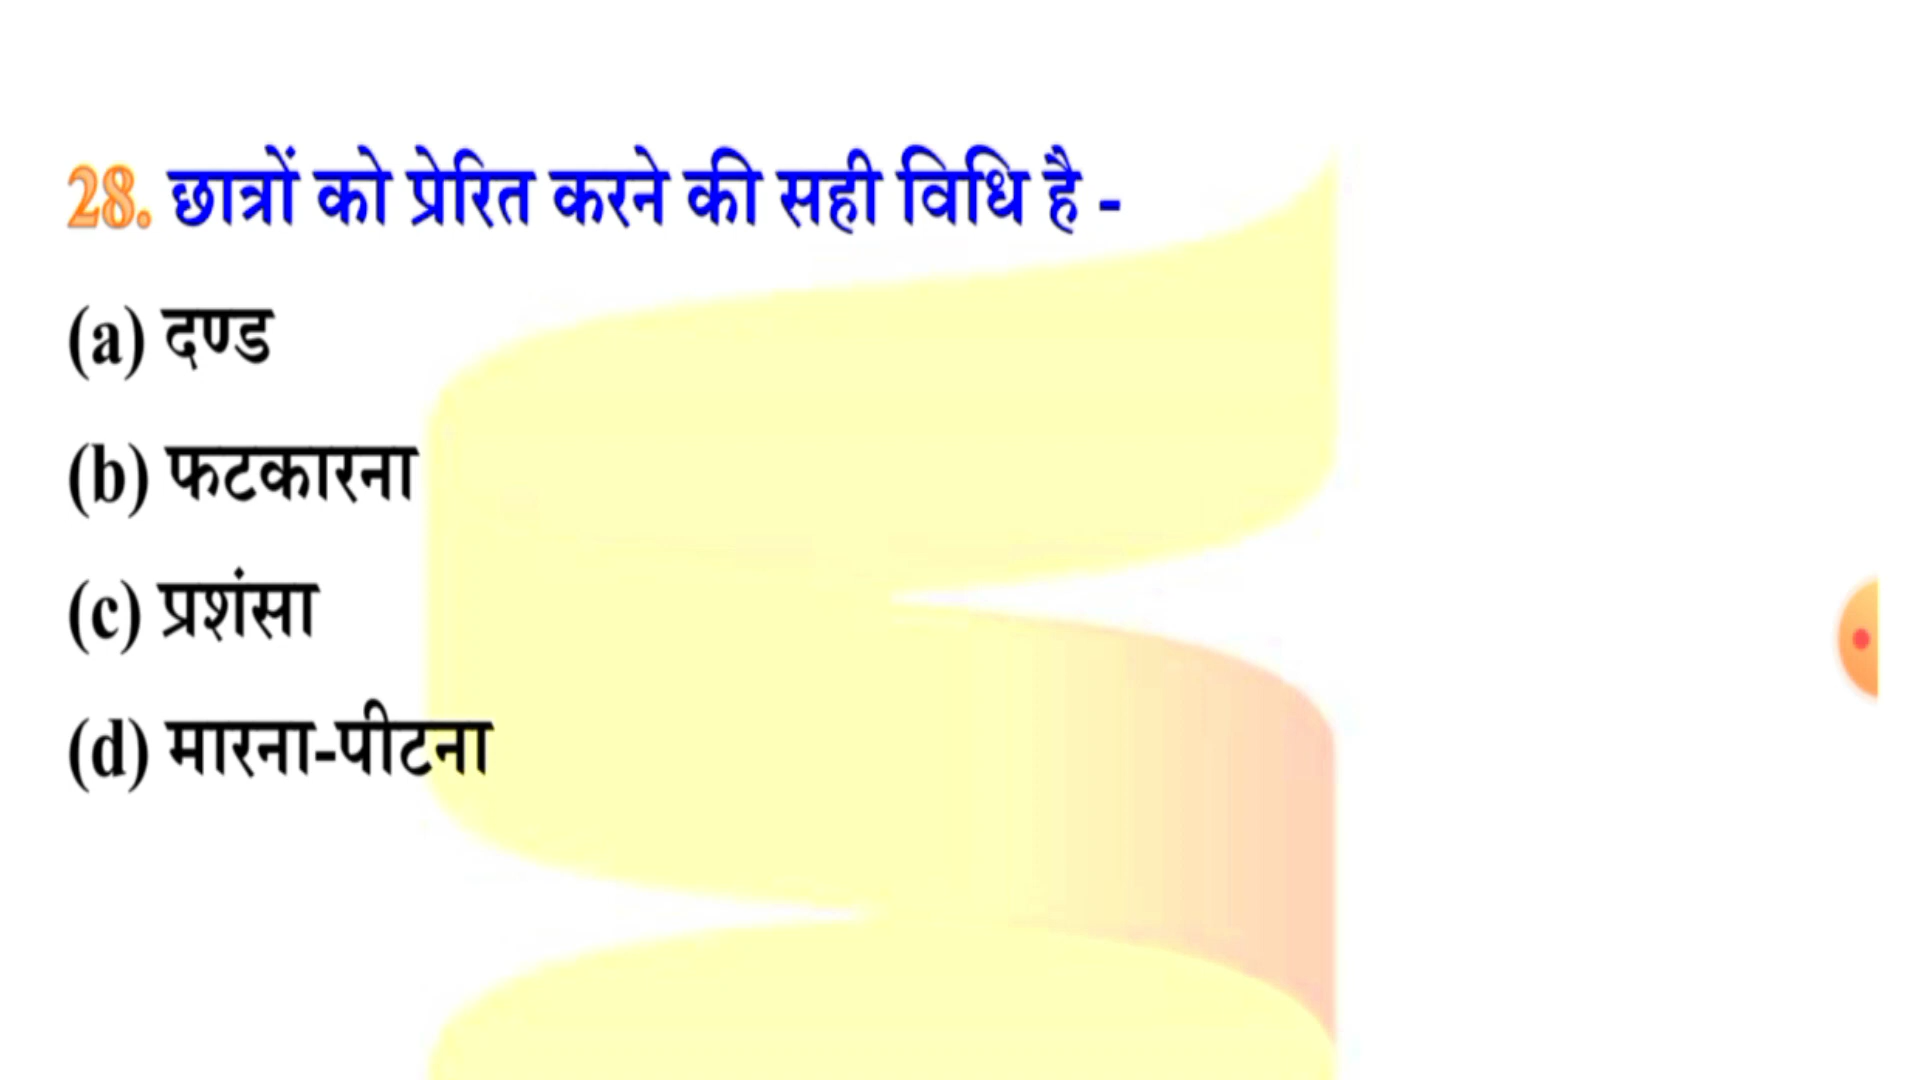 28. छात्रों को प्रेरित करने की सही विधि है -
(a) दण्ड
(b) फटकारना
(c) प्रशंसा
(d) मारना-पीटना